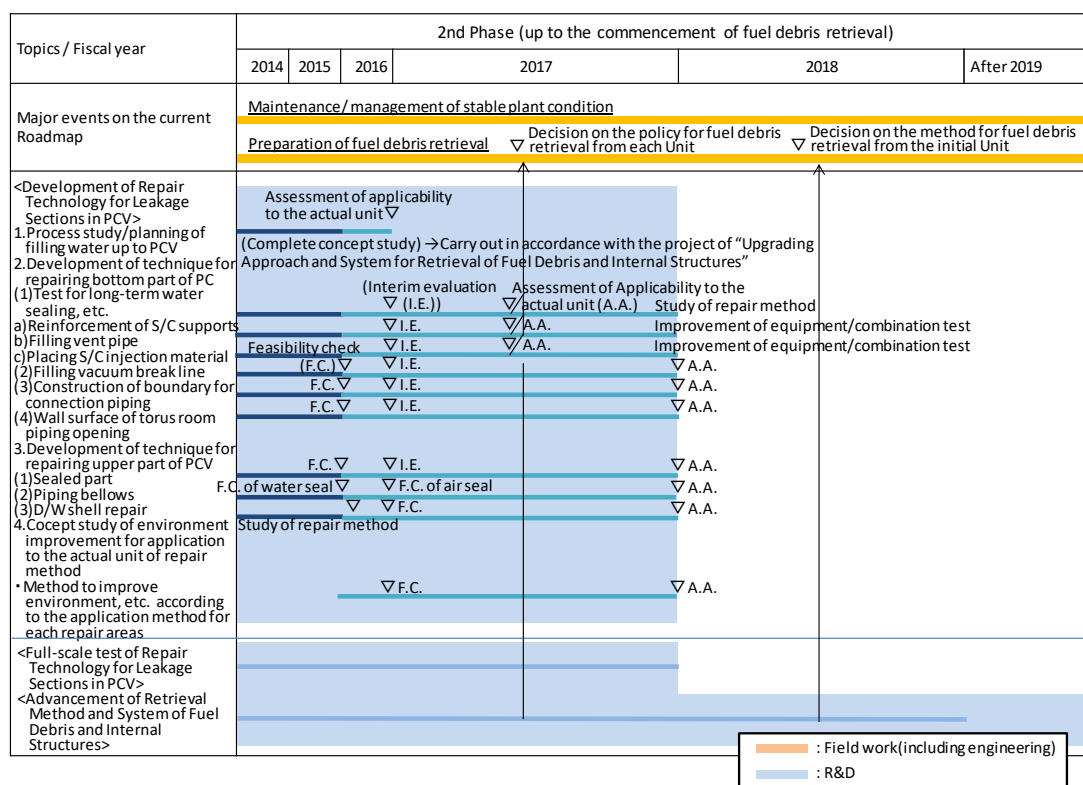 Topics / Fiscal year
2nd Phase (up to the commencement of fuel debris retrieval)
2014
2015
2016
2017
2018
After 2019
Major events on the current
Roadmap
Maintenance/ management of stable plant condition
Preparation of fuel debris retrieval
▽ Decision on the policy for fuel debris
retrieval from each Unit
▽ Decision on the method for fuel debris
retrieval from the initial Unit
<Development of Repair
Technology for Leakage
Sections in PCV>
1.Process study/planning of
filling water up to PCV
2.Development of technique for
repairing bottom part of PC
(1)Test for long-term water
sealing, etc.
a)Reinforcement of S/C supports
b)Filling vent pipe
c)Placing S/C injection material
(2)Filling vacuum break line
(3)Construction of boundary for
connection piping
(4)Wall surface of torus room
piping opening
3.Development of technique for
repairing upper part of PCV
(1)Sealed part
(2)Piping bellows
(3)D/W shell repair
4.Cocept study of environment
improvement for application
to the actual unit of repair
method
・Method to improve
environment, etc. according
to the application method for
each repair areas
<Full-scale test of Repair
Technology for Leakage
Sections in PCV>
<Advancement of Retrieval
Method and System of Fuel
Debris and Internal
Structures>
Assessment of applicability
to the actual unit ▽
(Complete concept study) →Carry out in accordance with the project of “Upgrading
Approach and System for Retrieval of Fuel Debris and Internal Structures”
(Interim evaluation
▽ (I.E.))
Assessment of Applicability to the
▽ actual unit (A.A.)
Study of repair method
▽ I.E. ▽ A.A. Improvement of equipment/combination test
▽ I.E. ▽ A.A. Improvement of equipment/combination test
Feasibility check
(F.C.) ▽ ▽ I.E. ▽ A.A.
F.C. ▽ ▽ I.E. ▽ A.A.
F.C. ▽ ▽ I.E. ▽ A.A.
F.C. ▽ ▽ I.E. ▽ A.A.
F.C. of water seal ▽ ▽ F.C. of air seal ▽ A.A.
▽ ▽ F.C. ▽ A.A.
Study of repair method
▽ F.C. ▽ A.A.
: Field work(including engineering)
: R&D